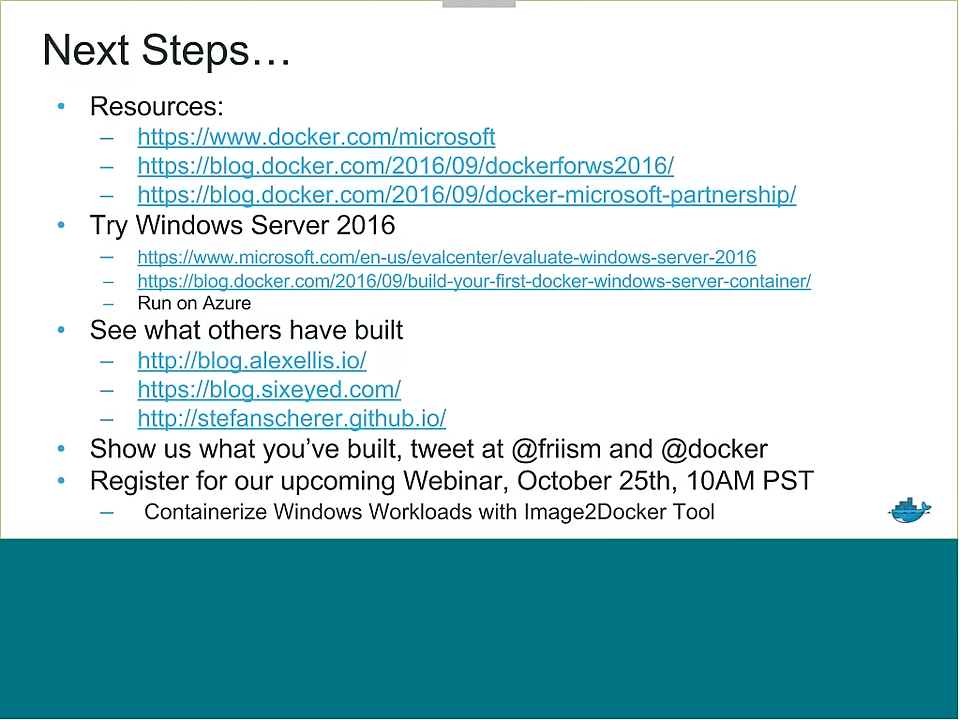 Next Steps…
• Resources:
– https://www.docker.com/microsoft
– https://blog.docker.com/2016/09/dockerforws2016/
– https://blog.docker.com/2016/09/docker-microsoft-partnership/
• Try Windows Server 2016
– https://www.microsoft.com/en-us/evalcenter/evaluate-windows-server-2016
– https://blog.docker.com/2016/09/build-your-first-docker-windows-server-container/
– Run on Azure
• See what others have built
– http://blog.alexellis.io/
– https://blog.sixeyed.com/
– http://stefanscherer.github.io/
• Show us what you’ve built, tweet at @friism and @docker
• Register for our upcoming Webinar, October 25th, 10AM PST
– Containerize Windows Workloads with Image2Docker Tool